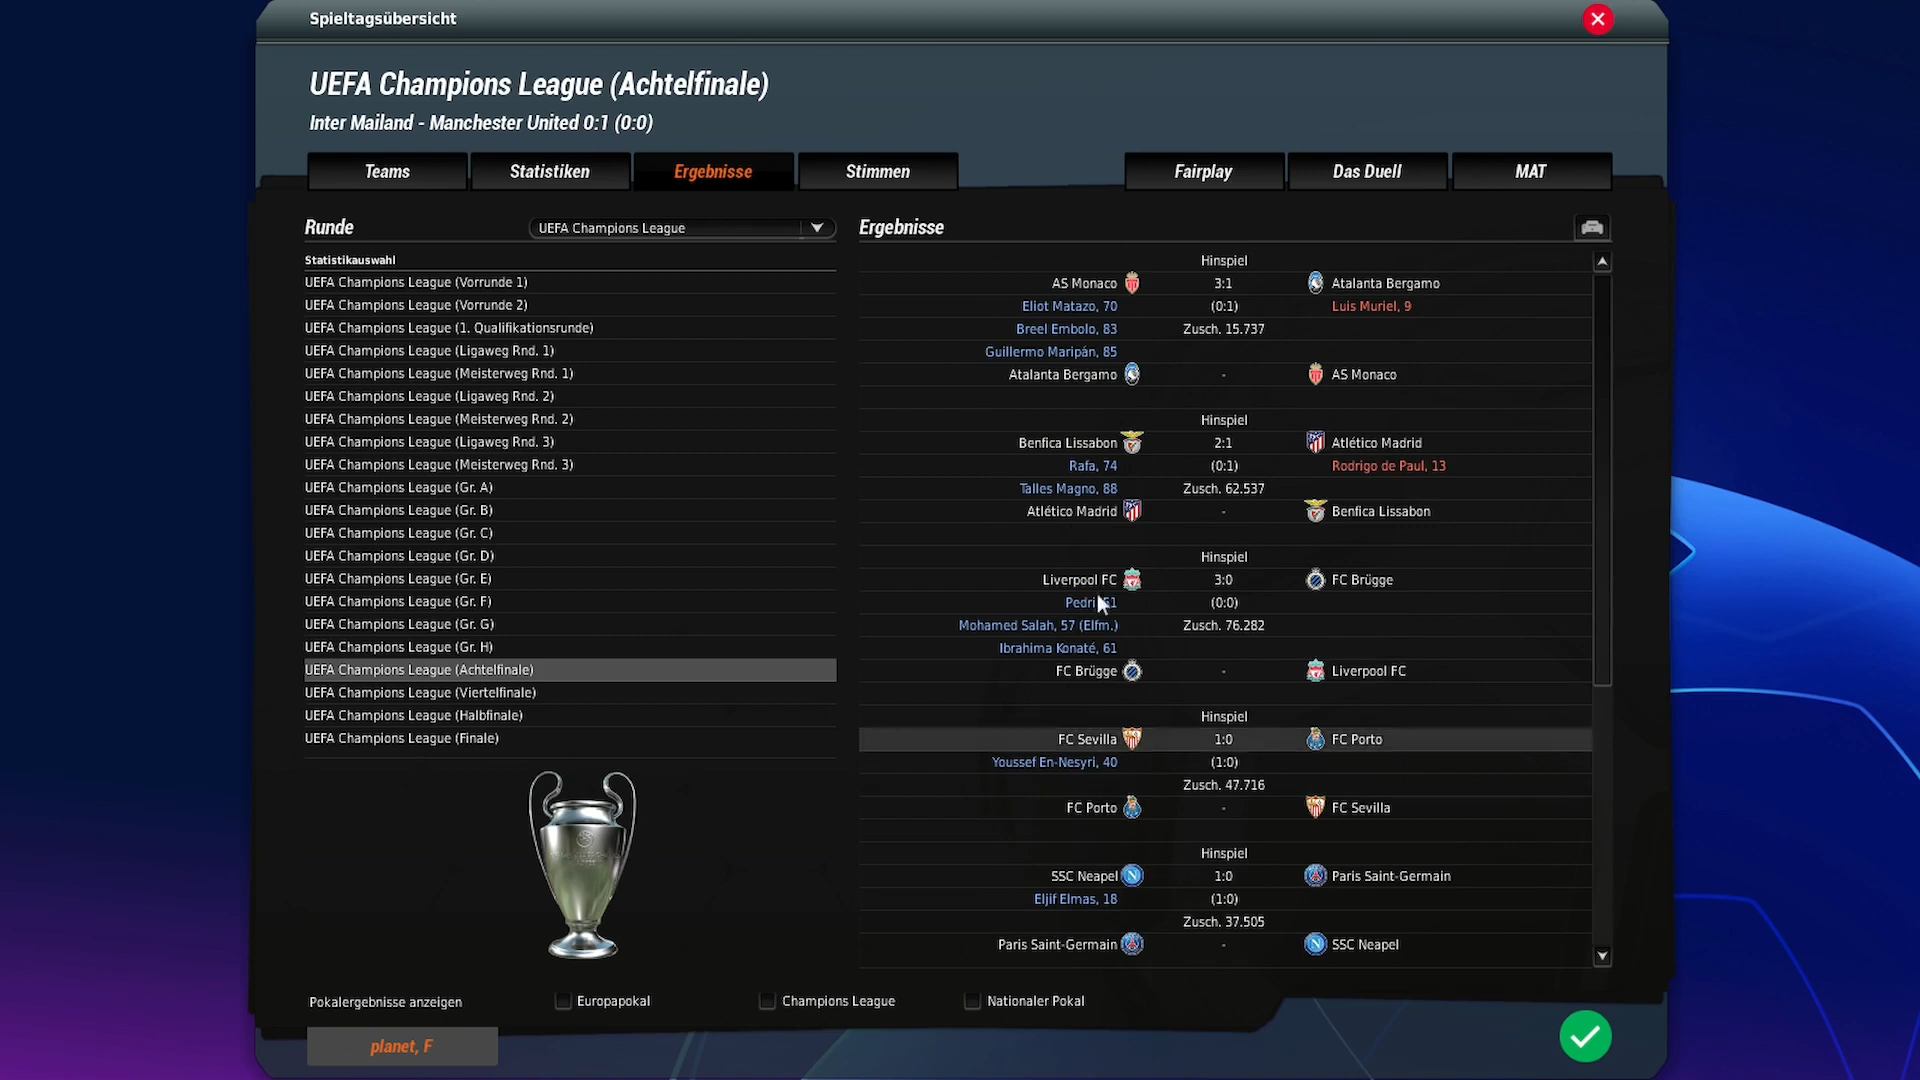 Spieltagsübersicht
UEFA Champions League (Achtelfinale)
Inter Mailand - Manchester United 0:1 (0:0)
Teams
Statistiken
Ergebnisse
Stimmen
Fairplay
Das Duell
MAT
Runde
UEFA Champions League
Statistikauswahl
UEFA Champions League (Vorrunde 1)
UEFA Champions League (Vorrunde 2)
UEFA Champions League (1. Qualifikationsrunde)
UEFA Champions League (Ligaweg Rnd. 1)
UEFA Champions League (Meisterweg Rnd. 1)
UEFA Champions League (Ligaweg Rnd. 2)
UEFA Champions League (Meisterweg Rnd. 2)
UEFA Champions League (Ligaweg Rnd. 3)
UEFA Champions League (Meisterweg Rnd. 3)
UEFA Champions League (Gr. A)
UEFA Champions League (Gr. B)
UEFA Champions League (Gr. C)
UEFA Champions League (Gr. D)
UEFA Champions League (Gr. E)
UEFA Champions League (Gr. F)
UEFA Champions League (Gr. G)
UEFA Champions League (Gr. H)
UEFA Champions League (Achtelfinale)
UEFA Champions League (Viertelfinale)
UEFA Champions League (Halbfinale)
UEFA Champions League (Finale)
Ergebnisse
Hinspiel
AS Monaco 3:1 Atalanta Bergamo
Eliot Matazo, 70 (0:1) Luis Muriel, 9
Breel Embolo, 83 Zusch. 15.737
Guillermo Maripán, 85
Atalanta Bergamo - AS Monaco
Hinspiel
Benfica Lissabon 2:1 Atlético Madrid
Rafa, 74 (0:1) Rodrigo de Paul, 13
Talles Magno, 88 Zusch. 62.537
Atlético Madrid - Benfica Lissabon
Hinspiel
Liverpool FC 3:0 FC Brügge
Pedri (0:0)
Mohamed Salah, 57 (Elfm.) Zusch. 76.282
Ibrahima Konaté, 61
FC Brügge - Liverpool FC
Hinspiel
FC Sevilla 1:0 FC Porto
Youssef En-Nesyri, 40 (1:0)
Zusch. 47.716
FC Porto - FC Sevilla
Hinspiel
SSC Neapel 1:0 Paris Saint-Germain
Eljif Elmas, 18 (1:0)
Zusch. 37.505
Paris Saint-Germain - SSC Neapel
Pokalergebnisse anzeigen
Europapokal
Champions League
Nationaler Pokal
planet, F